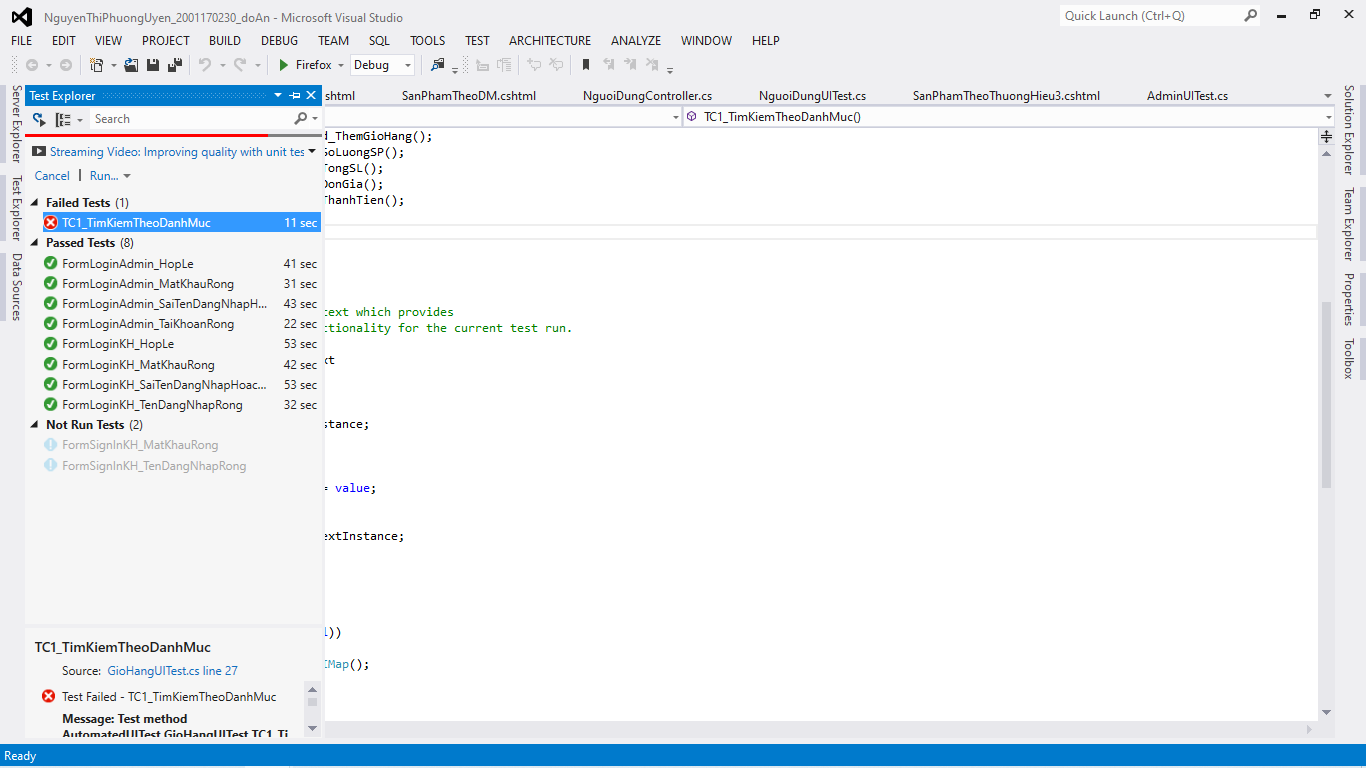 NguyenThiPhuongUyen_2001170230_doAn - Microsoft Visual Studio
Quick Launch (Ctrl+Q)
FILE EDIT VIEW PROJECT BUILD DEBUG TEAM SQL TOOLS TEST ARCHITECTURE ANALYZE WINDOW HELP
Firefox Debug
Server Explorer
Test Explorer
Data Sources
Test Explorer
Search
Streaming Video: Improving quality with unit tes
Cancel | Run...
Failed Tests (1)
TC1_TimKiemTheoDanhMuc 11 sec
Passed Tests (8)
FormLoginAdmin_HopLe 41 sec
FormLoginAdmin_MatKhauRong 31 sec
FormLoginAdmin_SaiTenDangNhapH... 43 sec
FormLoginAdmin_TaiKhoanRong 22 sec
FormLoginKH_HopLe 53 sec
FormLoginKH_MatKhauRong 42 sec
FormLoginKH_SaiTenDangNhapHoac... 53 sec
FormLoginKH_TenDangNhapRong 32 sec
Not Run Tests (2)
FormSignInKH_MatKhauRong
FormSignInKH_TenDangNhapRong
TC1_TimKiemTheoDanhMuc
Source: GioHangUITest.cs line 27
Test Failed - TC1_TimKiemTheoDanhMuc
Message: Test method
AutomatedUITest.GioHangUITest.TC1_Ti
shtml SanPhamTheoDM.cshtml NguoiDungController.cs NguoiDungUITest.cs SanPhamTheoThuongHieu3.cshtml AdminUITest.cs
TC1_TimKiemTheoDanhMuc()
d_ThemGioHang();
SoLuongSP();
TongSL();
DonGia();
ThanhTien();
text which provides
ctionality for the current test run.
xt
stance;
= value;
extInstance;
l))
IMap();
Solution Explorer
Team Explorer
Properties
Toolbox
Ready